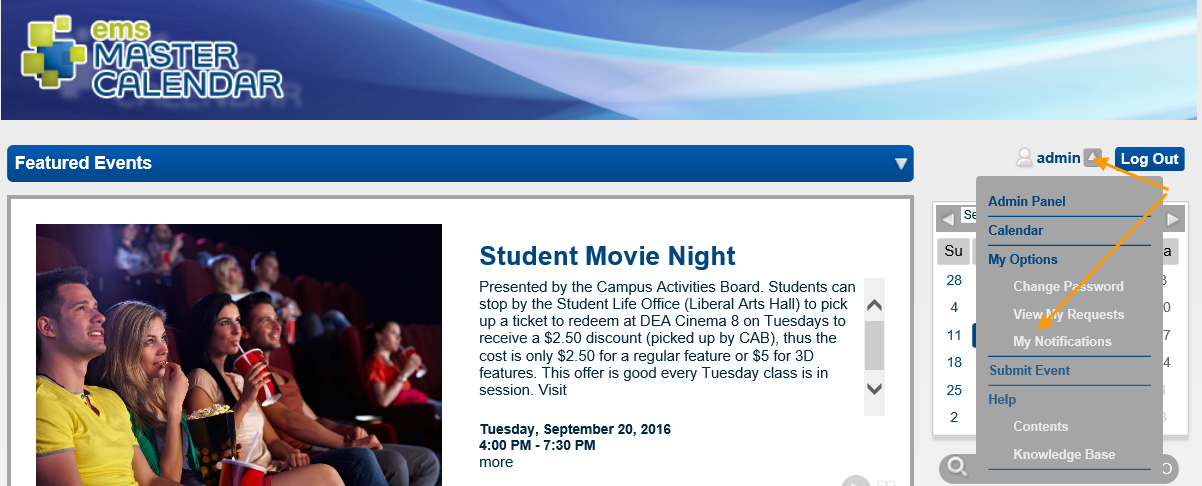 ems
MASTER
CALENDAR
Featured Events
admin
Log Out
Student Movie Night
Presented by the Campus Activities Board. Students can
stop by the Student Life Office (Liberal Arts Hall) to pick
up a ticket to redeem at DEA Cinema 8 on Tuesdays to
receive a $2.50 discount (picked up by CAB), thus the
cost is only $2.50 for a regular feature or $5 for 3D
features. This offer is good every Tuesday class is in
session. Visit
Tuesday, September 20, 2016
4:00 PM - 7:30 PM
more
Admin Panel
Calendar
My Options
Change Password
View My Requests
My Notifications
Submit Event
Help
Contents
Knowledge Base
Se
Su
a
28
3
4
0
11
7
18
4
25
2
O